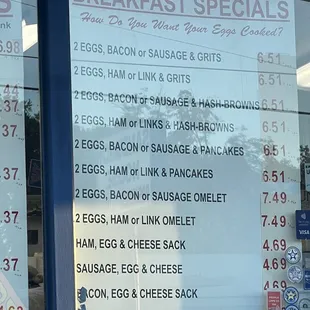 BREAKFAST SPECIALS
How Do You Want Your Eggs Cooked?
2 EGGS, BACON or SAUSAGE & GRITS 6.51
2 EGGS, HAM or LINK & GRITS 6.51
2 EGGS, BACON or SAUSAGE & HASH-BROWNS 6.51
2 EGGS, HAM or LINKS & HASH-BROWNS 6.51
2 EGGS, BACON or SAUSAGE & PANCAKES 6.51
2 EGGS, HAM or LINK & PANCAKES 6.51
2 EGGS, BACON or SAUSAGE OMELET 7.49
2 EGGS, HAM or LINK OMELET 7.49
HAM, EGG & CHEESE SACK 4.69
SAUSAGE, EGG & CHEESE 4.69
BACON, EGG & CHEESE SACK 4.69
VISA